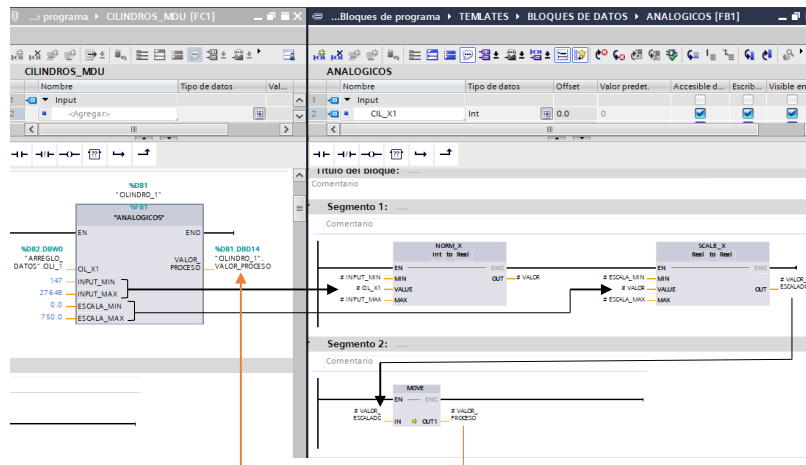 ...r programa ▸ CILINDROS_MDU [FC1]
CILINDROS_MDU
Nombre Tipo de datos Val...
1 Input
2 <Agregar>
%DB1
"CILINDRO_1"
%FB1
"ANALOGICOS"
EN ENO
%DB2.DBW0
"ARREGLO_
DATOS".CILI_1
CIL_X1
147 INPUT_MIN
27648 INPUT_MAX
0.0 ESCALA_MIN
750.0 ESCALA_MAX
VALOR_
PROCESO
%DB1.DBD14
"CILINDRO_1".
VALOR_PROCESO
...Bloques de programa ▸ TEMLATES ▸ BLOQUES DE DATOS ▸ ANALOGICOS [FB1]
ANALOGICOS
Nombre Tipo de datos Offset Valor predet. Accesible d... Escrib... Visible en
1 Input
2 CIL_X1 Int 0.0 0
Título del bloque: .....
Comentario
Segmento 1: .....
Comentario
NORM_X
Int to Real
EN ENO
#INPUT_MIN MIN
#CIL_X1 VALUE
#INPUT_MAX MAX
OUT #VALOR
SCALE_X
Real to Real
EN ENO
#ESCALA_MIN MIN
#VALOR VALUE
#ESCALA_MAX MAX
OUT
#VALOR_
ESCALADO
Segmento 2: .....
Comentario
MOVE
EN ENO
#VALOR_
ESCALADO IN
OUT1
#VALOR_
PROCESO